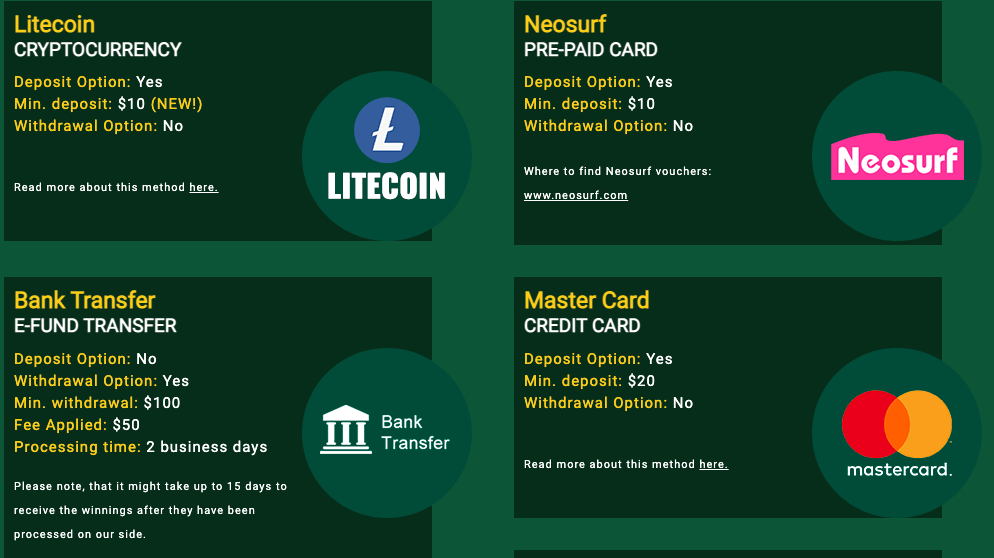 Litecoin
CRYPTOCURRENCY
Deposit Option: Yes
Min. deposit: $10 (NEW!)
Withdrawal Option: No
Read more about this method here.
LITECOIN
Neosurf
PRE-PAID CARD
Deposit Option: Yes
Min. deposit: $10
Withdrawal Option: No
Where to find Neosurf vouchers:
www.neosurf.com
Neosurf
Bank Transfer
E-FUND TRANSFER
Deposit Option: No
Withdrawal Option: Yes
Min. withdrawal: $100
Fee Applied: $50
Processing time: 2 business days
Please note, that it might take up to 15 days to
receive the winnings after they have been
processed on our side.
Bank
Transfer
Master Card
CREDIT CARD
Deposit Option: Yes
Min. deposit: $20
Withdrawal Option: No
Read more about this method here.
mastercard.